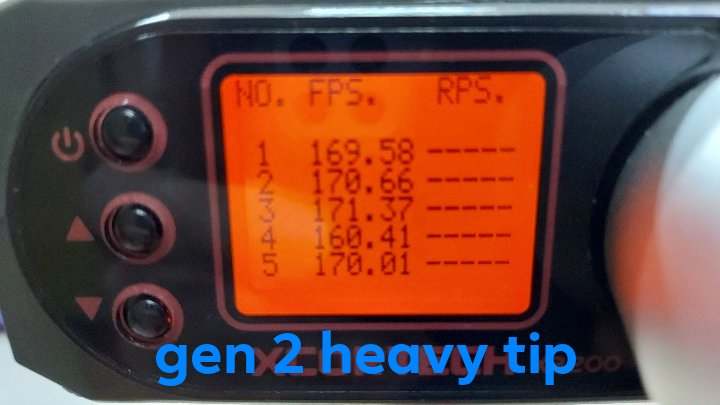 NO. FPS. RPS.
1 169.58 -----
2 170.66 -----
3 171.37 -----
4 160.41 -----
5 170.01 -----
gen 2 heavy tip